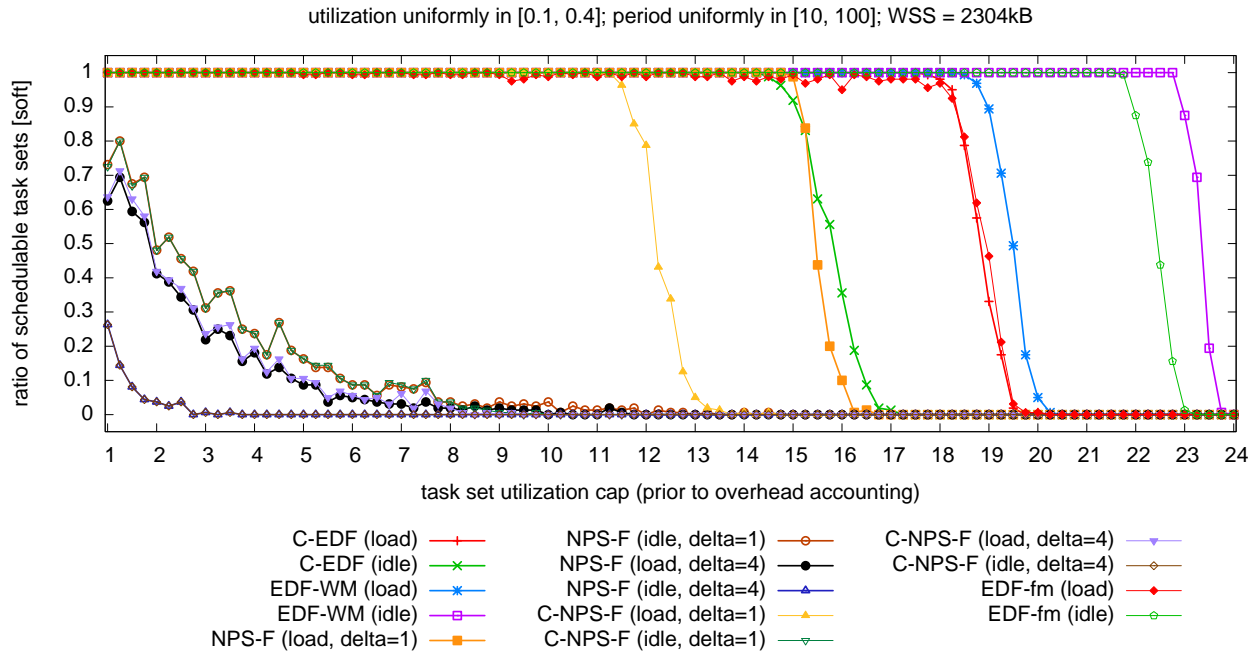 utilization uniformly in [0.1, 0.4]; period uniformly in [10, 100]; WSS = 2304kB
ratio of schedulable task sets [soft]
1
0.9
0.8
0.7
0.6
0.5
0.4
0.3
0.2
0.1
0
1 2 3 4 5 6 7 8 9 10 11 12 13 14 15 16 17 18 19 20 21 22 23 24
task set utilization cap (prior to overhead accounting)
C-EDF (load)
C-EDF (idle)
EDF-WM (load)
EDF-WM (idle)
NPS-F (load, delta=1)
NPS-F (idle, delta=1)
NPS-F (load, delta=4)
NPS-F (idle, delta=4)
C-NPS-F (load, delta=1)
C-NPS-F (idle, delta=1)
C-NPS-F (load, delta=4)
C-NPS-F (idle, delta=4)
EDF-fm (load)
EDF-fm (idle)